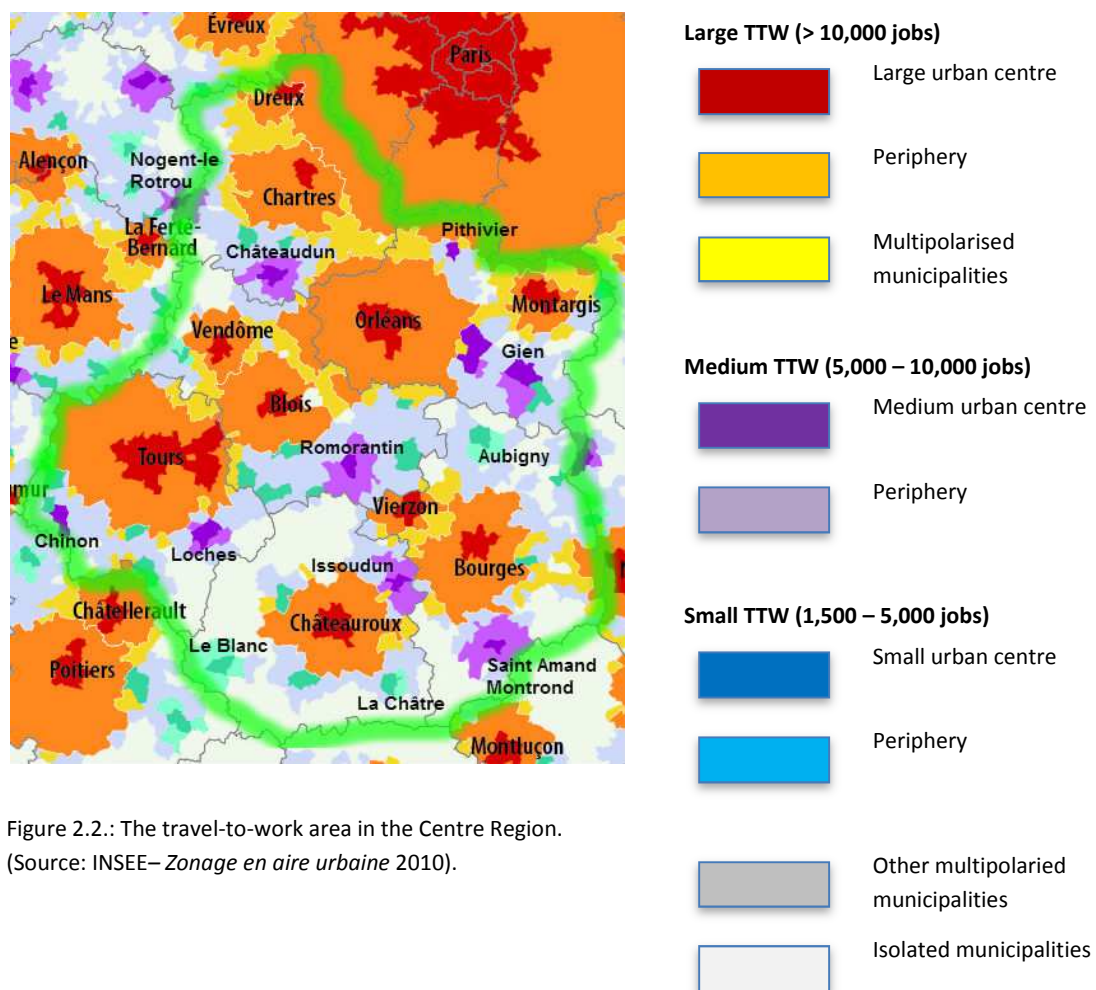 Évreux
Paris
Dreux
Alençon
Nogent-le
Rotrou
Chartres
La Ferté-
Bernard
Pithivier
Châteaudun
Le Mans
Montargis
Orléans
Vendôme
e
Gien
Blois
Romorantin
Aubigny
Tours
mur
Vierzon
Chinon
Loches
Issoudun
Bourges
Châtellerault
Châteauroux
Le Blanc
Poitiers
Saint Amand
Montrond
La Châtre
Montluçon
Large TTW (> 10,000 jobs)
Large urban centre
Periphery
Multipolarised
municipalities
Medium TTW (5,000 – 10,000 jobs)
Medium urban centre
Periphery
Small TTW (1,500 – 5,000 jobs)
Small urban centre
Periphery
Other multipolaried
municipalities
Isolated municipalities
Figure 2.2.: The travel-to-work area in the Centre Region.
(Source: INSEE– Zonage en aire urbaine 2010).